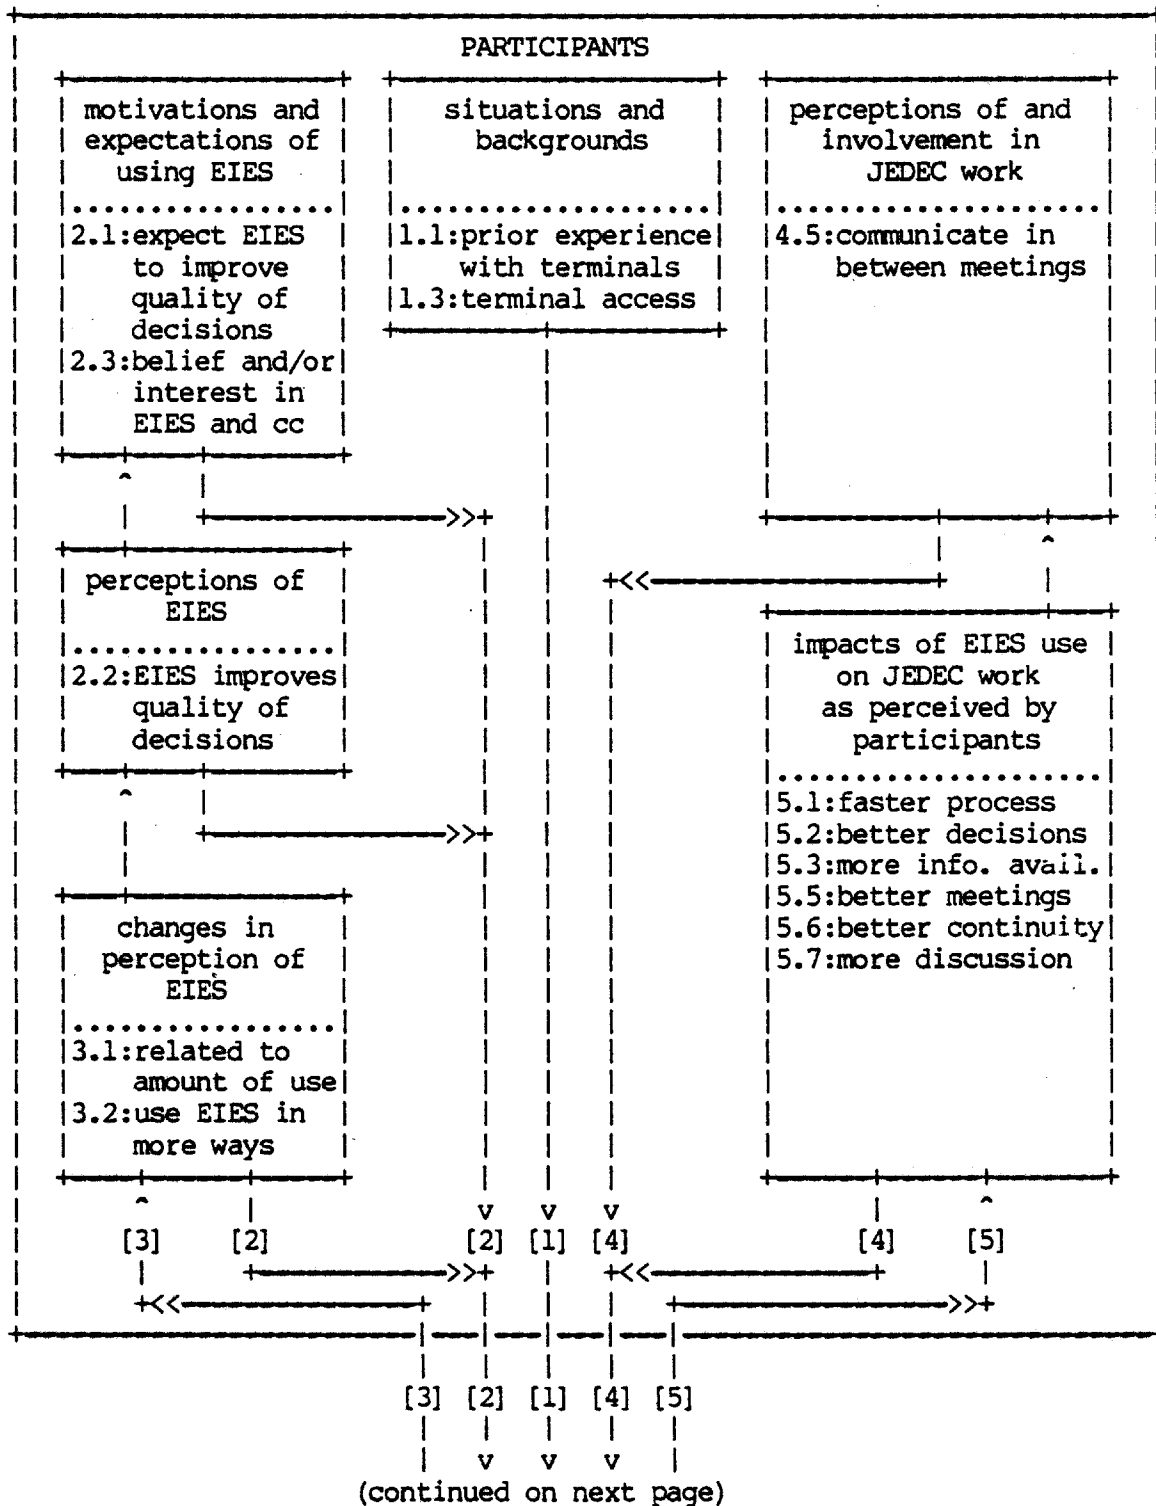 PARTICIPANTS
motivations and
expectations of
using EIES
.................
2.1:expect EIES
to improve
quality of
decisions
2.3:belief and/or
interest in
EIES and cc
situations and
backgrounds
....................
1.1:prior experience
with terminals
1.3:terminal access
perceptions of and
involvement in
JEDEC work
.....................
4.5:communicate in
between meetings
perceptions of
EIES
.................
2.2:EIES improves
quality of
decisions
impacts of EIES use
on JEDEC work
as perceived by
participants
.....................
5.1:faster process
5.2:better decisions
5.3:more info. avail.
5.5:better meetings
5.6:better continuity
5.7:more discussion
changes in
perception of
EIES
.................
3.1:related to
amount of use
3.2:use EIES in
more ways
[3] [2] [2] [1] [4] [4] [5]
[3] [2] [1] [4] [5]
(continued on next page)